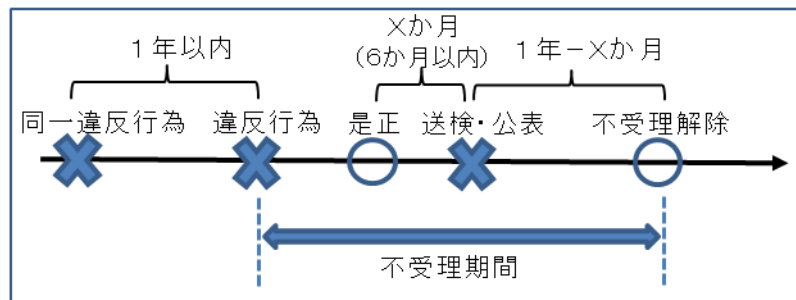 Xか月
(6か月以内)
１年以内
１年－Xか月
同一違反行為
違反行為
是正
送検・公表
不受理解除
不受理期間